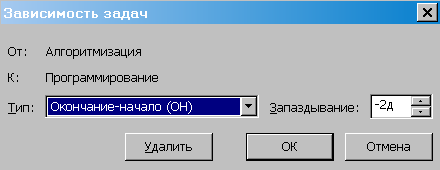 Зависимость задач
От: Алгоритмизация
К: Программирование
Тип: Окончание-начало (ОН) Запаздывание: -2д
Удалить ОК Отмена